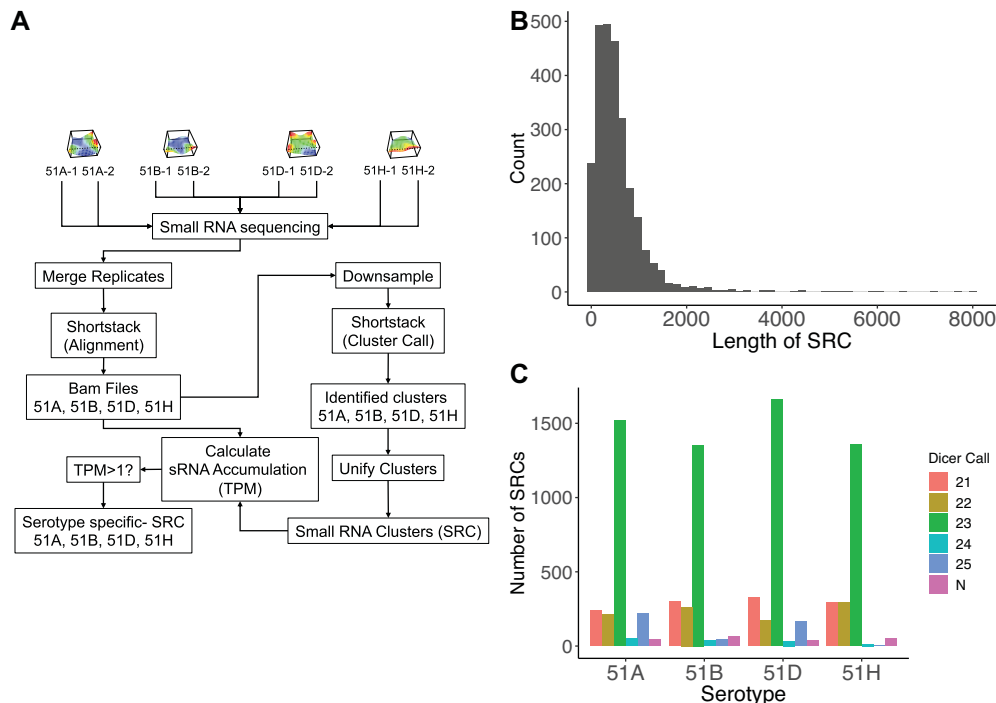 A
51A-1 51A-2
51B-1 51B-2
51D-1 51D-2
51H-1 51H-2
Small RNA sequencing
Merge Replicates
Downsample
Shortstack
(Alignment)
Shortstack
(Cluster Call)
Bam Files
51A, 51B, 51D, 51H
Identified clusters
51A, 51B, 51D, 51H
TPM>1?
Calculate
sRNA Accumulation
(TPM)
Unify Clusters
Serotype specific- SRC
51A, 51B, 51D, 51H
Small RNA Clusters (SRC)
B
Count
500
400
300
200
100
0
0 2000 4000 6000 8000
Length of SRC
C
Number of SRCs
1500
1000
500
0
51A 51B 51D 51H
Serotype
Dicer Call
21
22
23
24
25
N